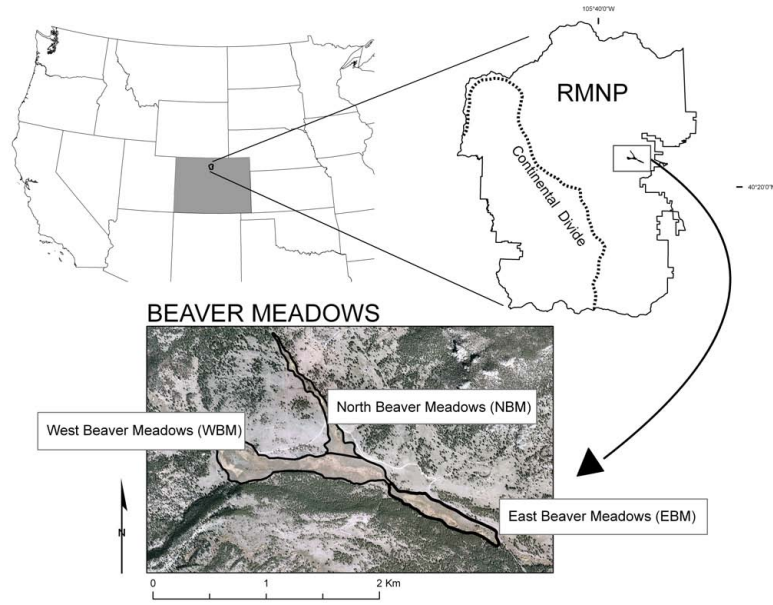 105°40'0"W
RMNP
Continental Divide
40°20'0"N
BEAVER MEADOWS
North Beaver Meadows (NBM)
West Beaver Meadows (WBM)
East Beaver Meadows (EBM)
N
0 1 2 Km